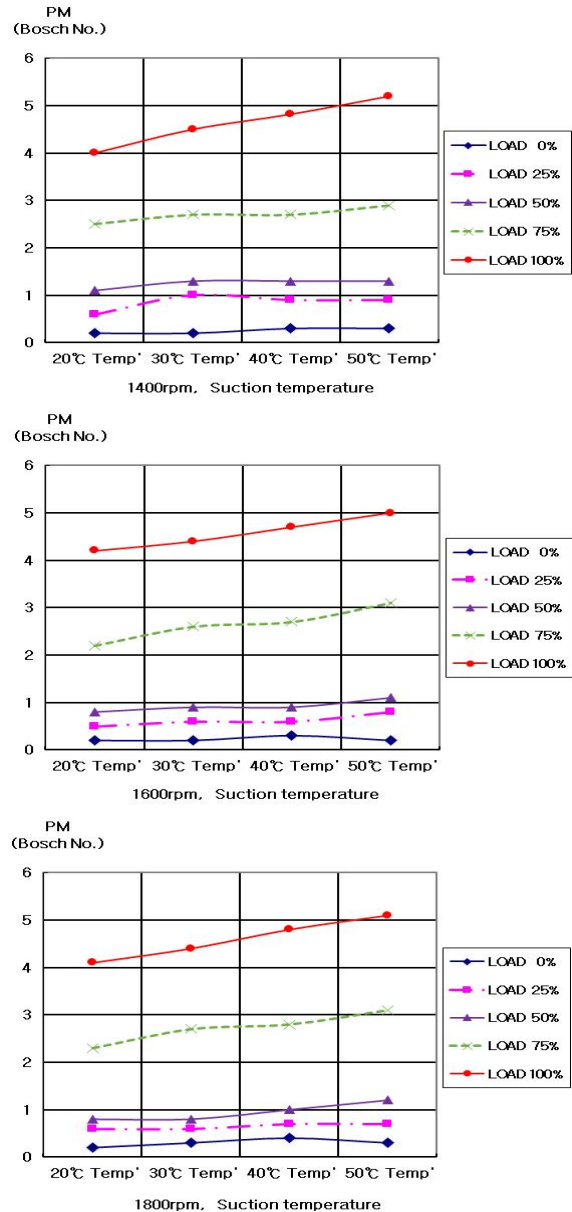 PM
(Bosch No.)
6
5
4
3
2
1
0
20℃ Temp' 30℃ Temp' 40℃ Temp' 50℃ Temp'
1400rpm, Suction temperature
LOAD 0%
LOAD 25%
LOAD 50%
LOAD 75%
LOAD 100%
PM
(Bosch No.)
6
5
4
3
2
1
0
20℃ Temp' 30℃ Temp' 40℃ Temp' 50℃ Temp'
1600rpm, Suction temperature
LOAD 0%
LOAD 25%
LOAD 50%
LOAD 75%
LOAD 100%
PM
(Bosch No.)
6
5
4
3
2
1
0
20℃ Temp' 30℃ Temp' 40℃ Temp' 50℃ Temp'
1800rpm, Suction temperature
LOAD 0%
LOAD 25%
LOAD 50%
LOAD 75%
LOAD 100%